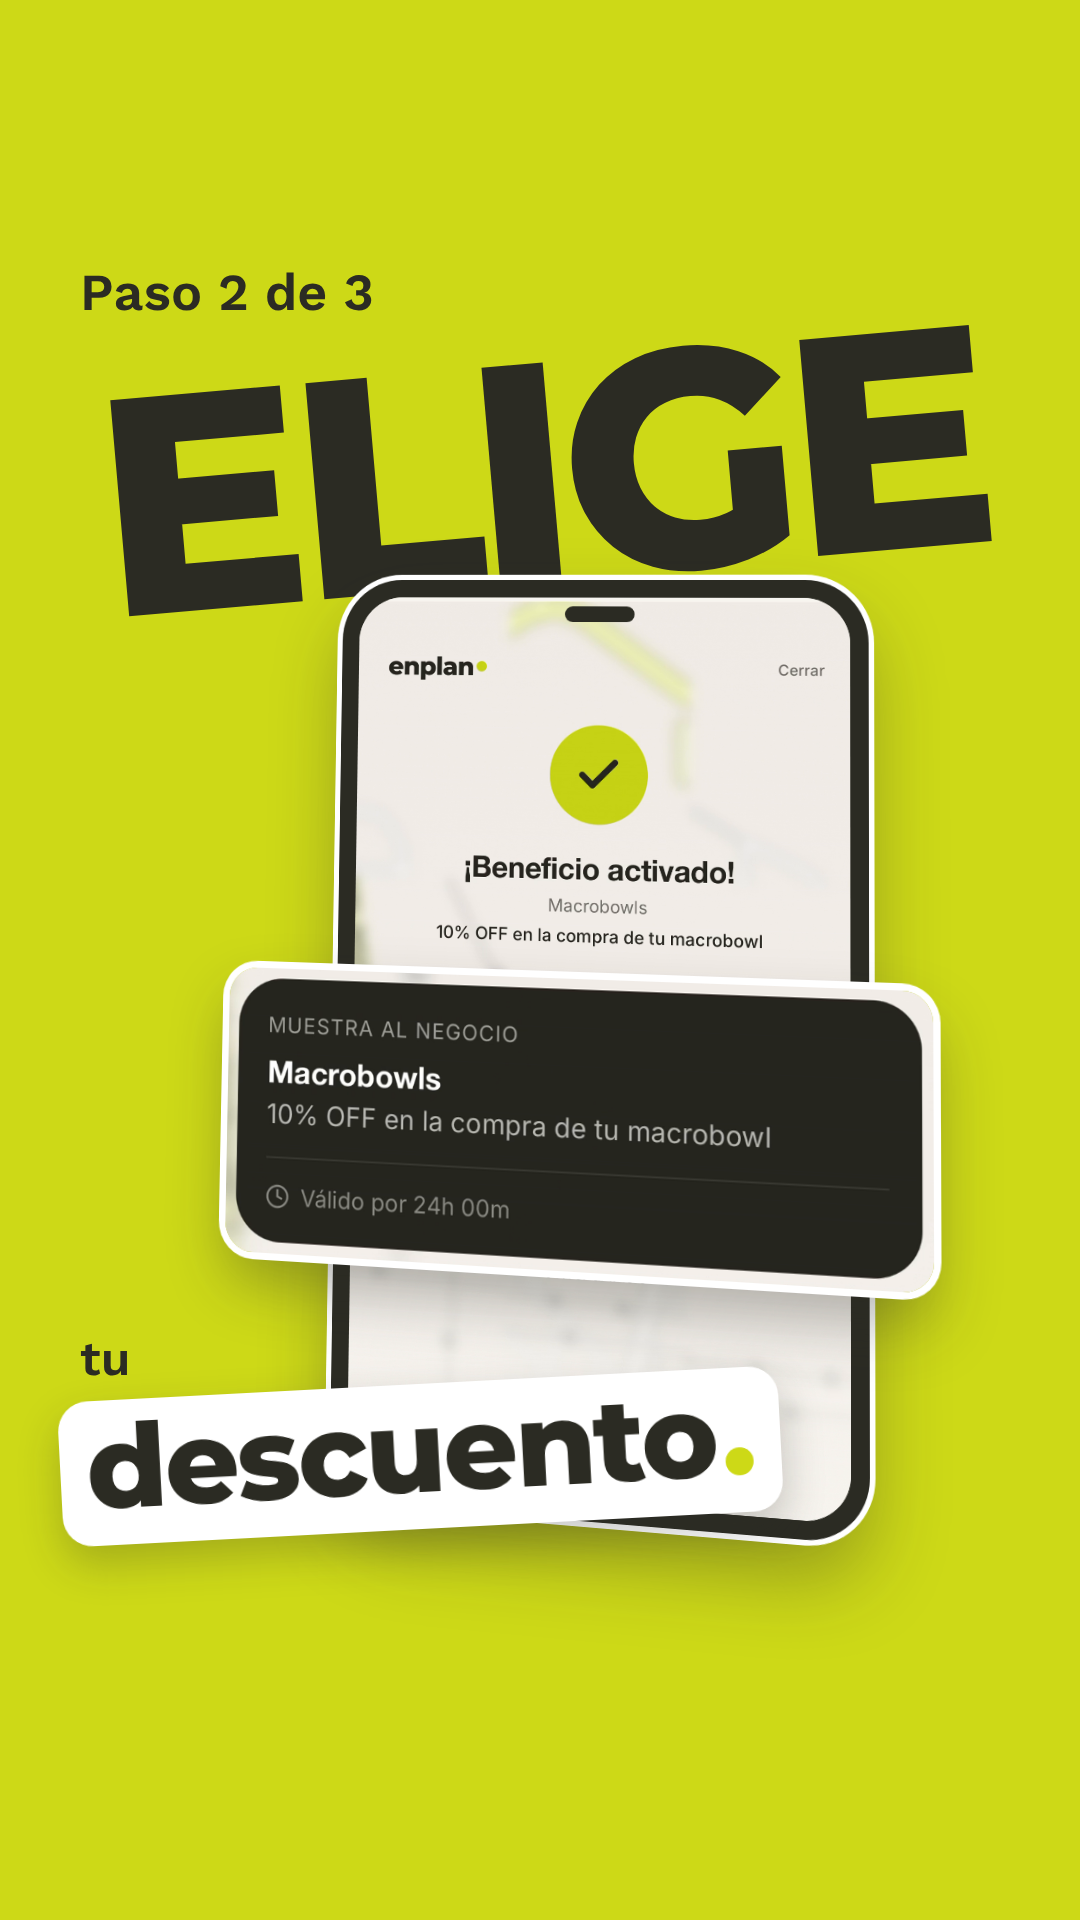 Paso 2 de 3
ELIGE
enplan
Cerrar
¡Beneficio activado!
Macrobowls
10% OFF en la compra de tu macrobowl
MUESTRA AL NEGOCIO
Macrobowls
10% OFF en la compra de tu macrobowl
Válido por 24h 00m
tu
descuento.